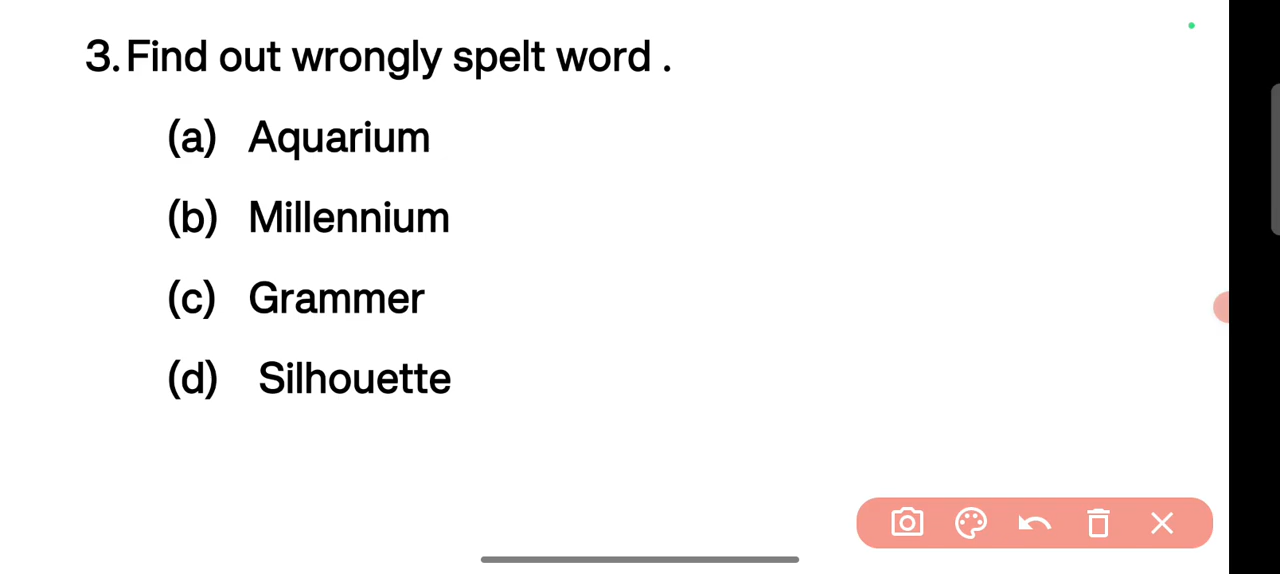 3. Find out wrongly spelt word .
(a) Aquarium
(b) Millennium
(c) Grammer
(d) Silhouette